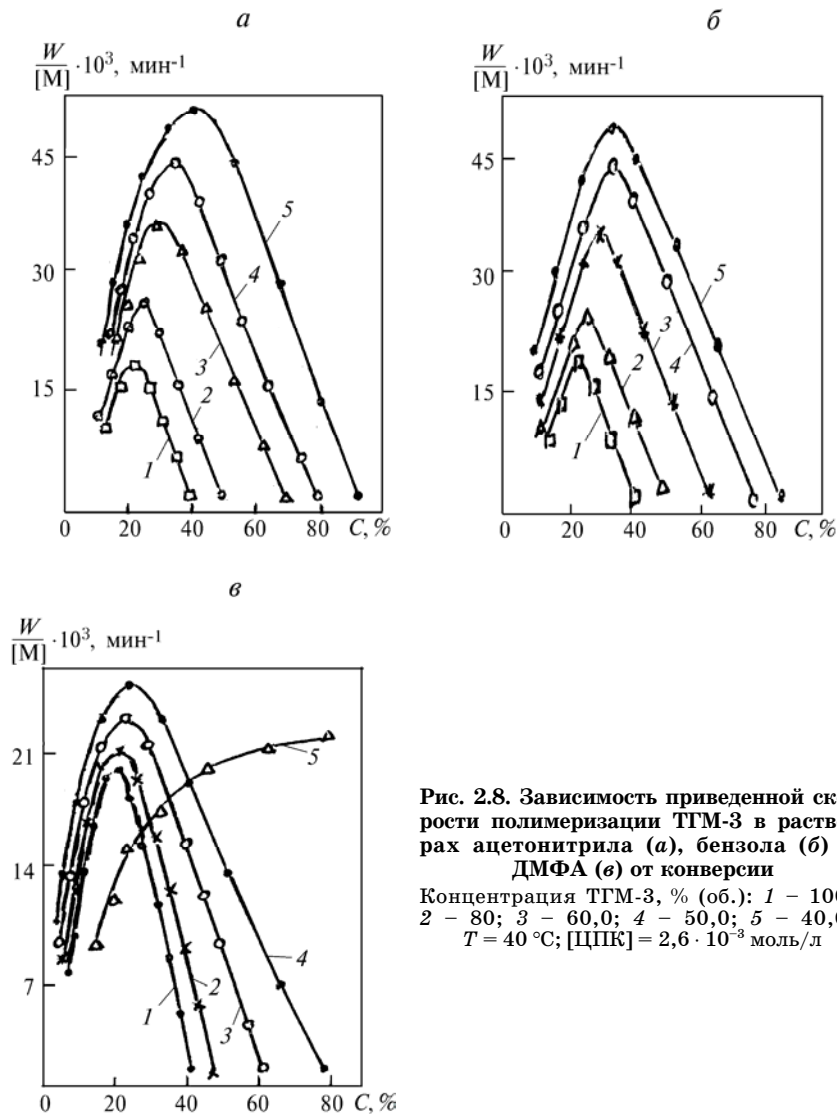 а
W/[M] · 10³, мин⁻¹
45
30
15
0 20 40 60 80 C, %
1
2
3
4
5
б
W/[M] · 10³, мин⁻¹
45
30
15
0 20 40 60 80 C, %
1
2
3
4
5
в
W/[M] · 10³, мин⁻¹
21
14
7
0 20 40 60 80 C, %
1
2
3
4
5
Рис. 2.8. Зависимость приведенной ско
рости полимеризации ТГМ-3 в раство
рах ацетонитрила (а), бензола (б)
ДМФА (в) от конверсии
Концентрация ТГМ-3, % (об.): 1 – 100
2 – 80; 3 – 60,0; 4 – 50,0; 5 – 40,0
T = 40 °C; [ЦПК] = 2,6 · 10⁻³ моль/л